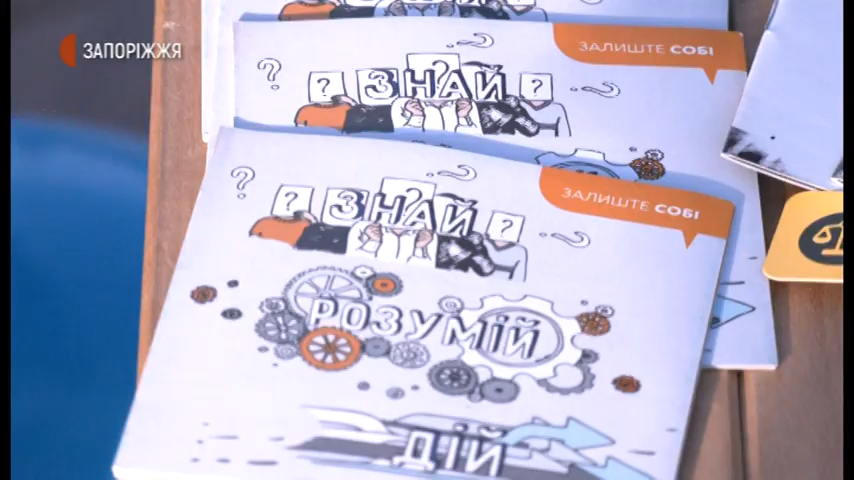 ЗАПОРІЖЖЯ
ЗАЛИШТЕ СОБІ
? ЗНАЙ ?
ЗАЛИШТЕ СОБІ
? ЗНАЙ ?
РОЗУМІЙ
ДІЙ